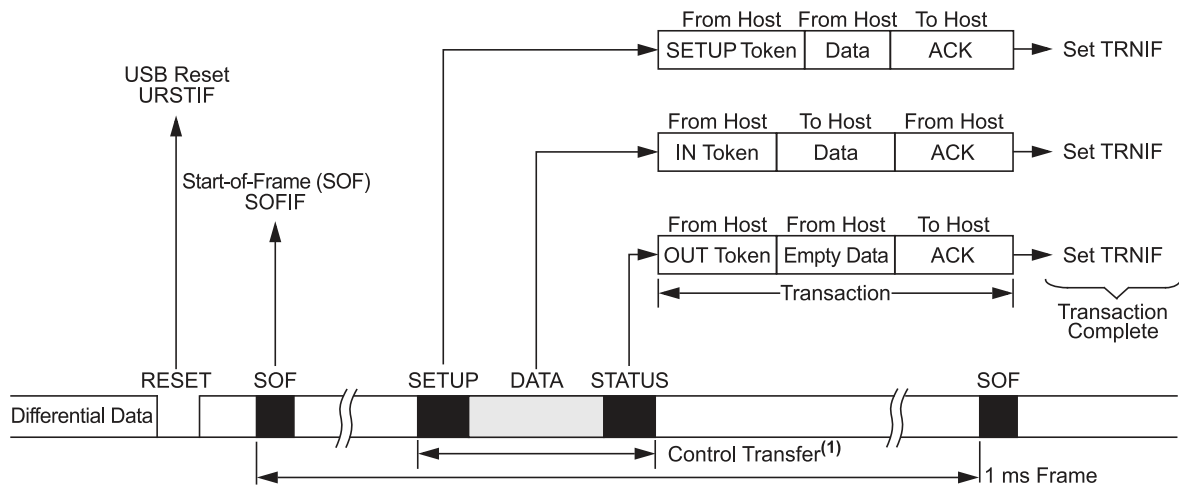 From Host From Host To Host
SETUP Token Data ACK Set TRNIF
USB Reset
URSTIF
From Host To Host From Host
IN Token Data ACK Set TRNIF
Start-of-Frame (SOF)
SOFIF
From Host From Host To Host
OUT Token Empty Data ACK Set TRNIF
Transaction
Transaction
Complete
RESET SOF SETUP DATA STATUS SOF
Differential Data
Control Transfer(1)
1 ms Frame